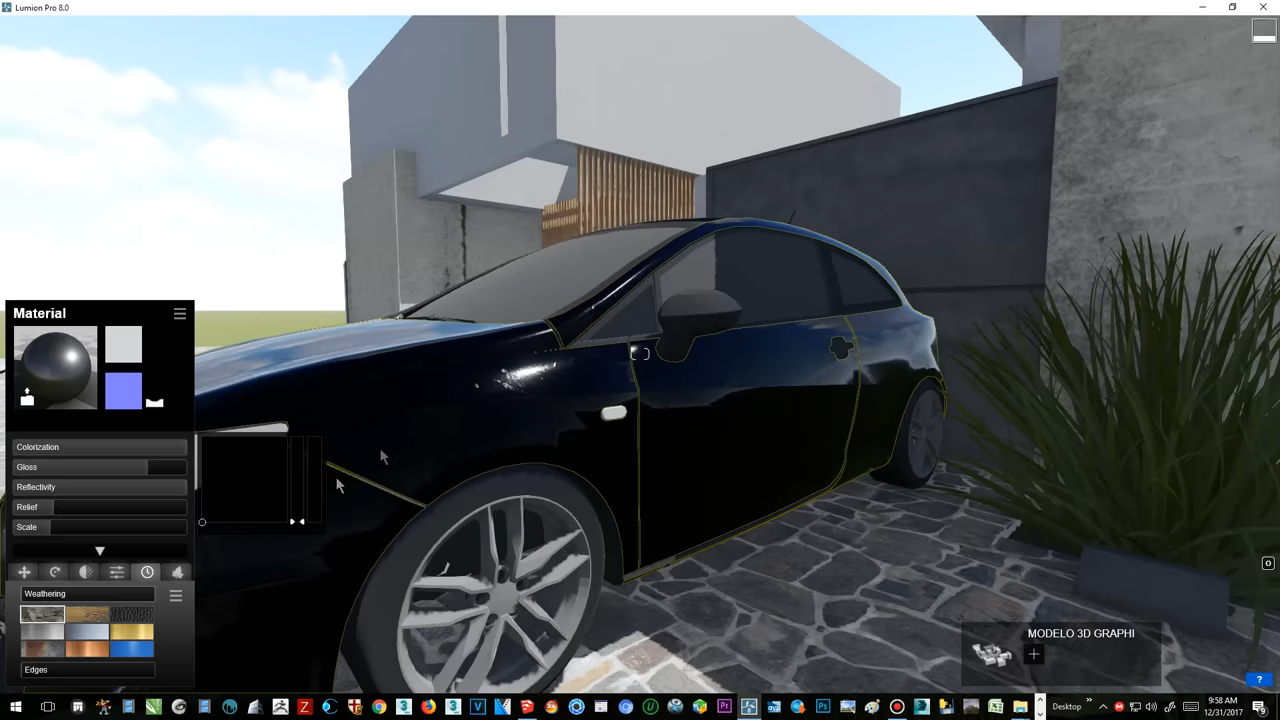 Lumion Pro 8.0
Material
Colorization
Gloss
Reflectivity
Relief
Scale
Weathering
Edges
MODELO 3D GRAPHI
Desktop
9:58 AM
12/31/2017